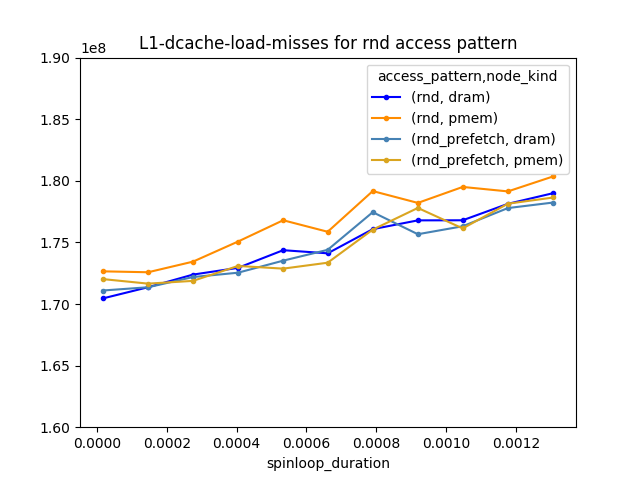 L1-dcache-load-misses for rnd access pattern
1e8
access_pattern,node_kind
(rnd, dram)
(rnd, pmem)
(rnd_prefetch, dram)
(rnd_prefetch, pmem)
1.90
1.85
1.80
1.75
1.70
1.65
1.60
0.0000 0.0002 0.0004 0.0006 0.0008 0.0010 0.0012
spinloop_duration